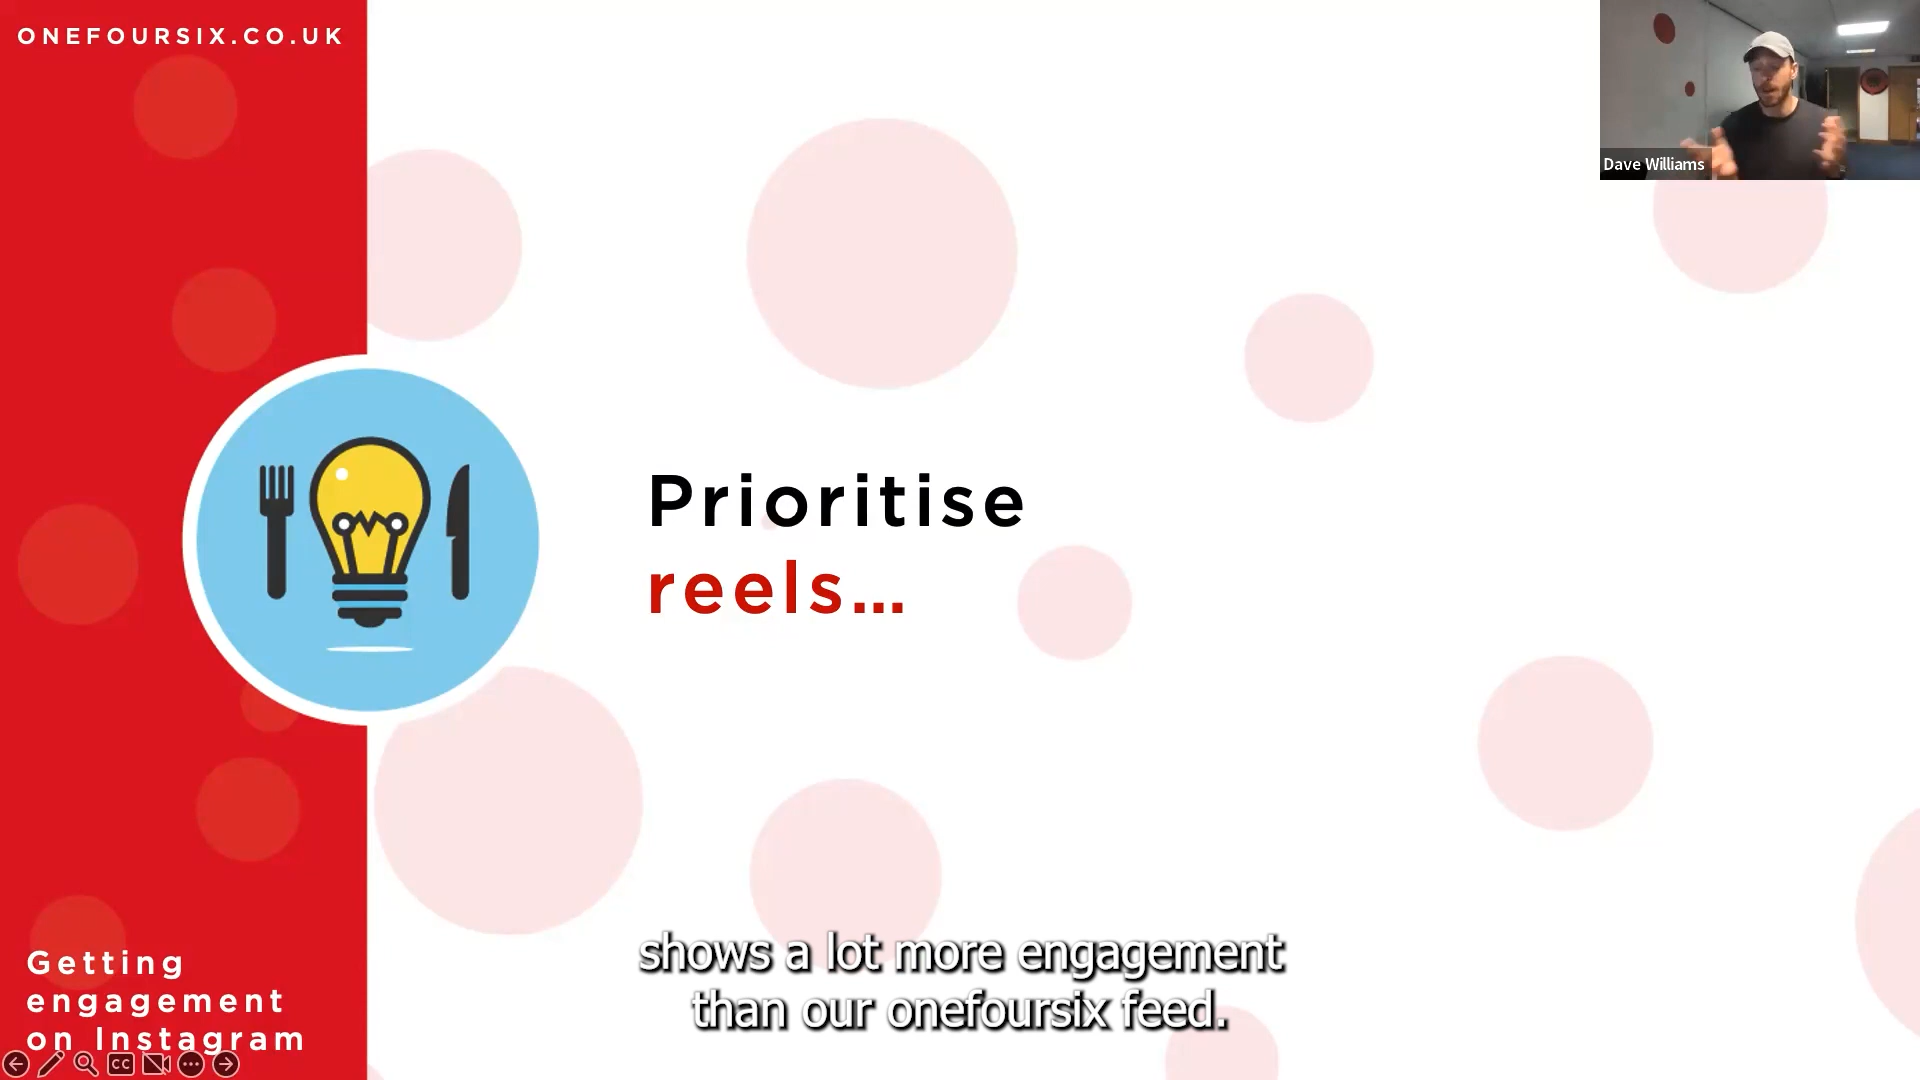 ONEFOURSIX.CO.UK
Dave Williams
Prioritise
reels...
shows a lot more engagement
than our onefoursix feed.
Getting
engagement
on Instagram
CC